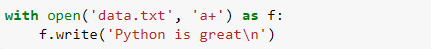 with open('data.txt', 'a+') as f:
    f.write('Python is great\n')